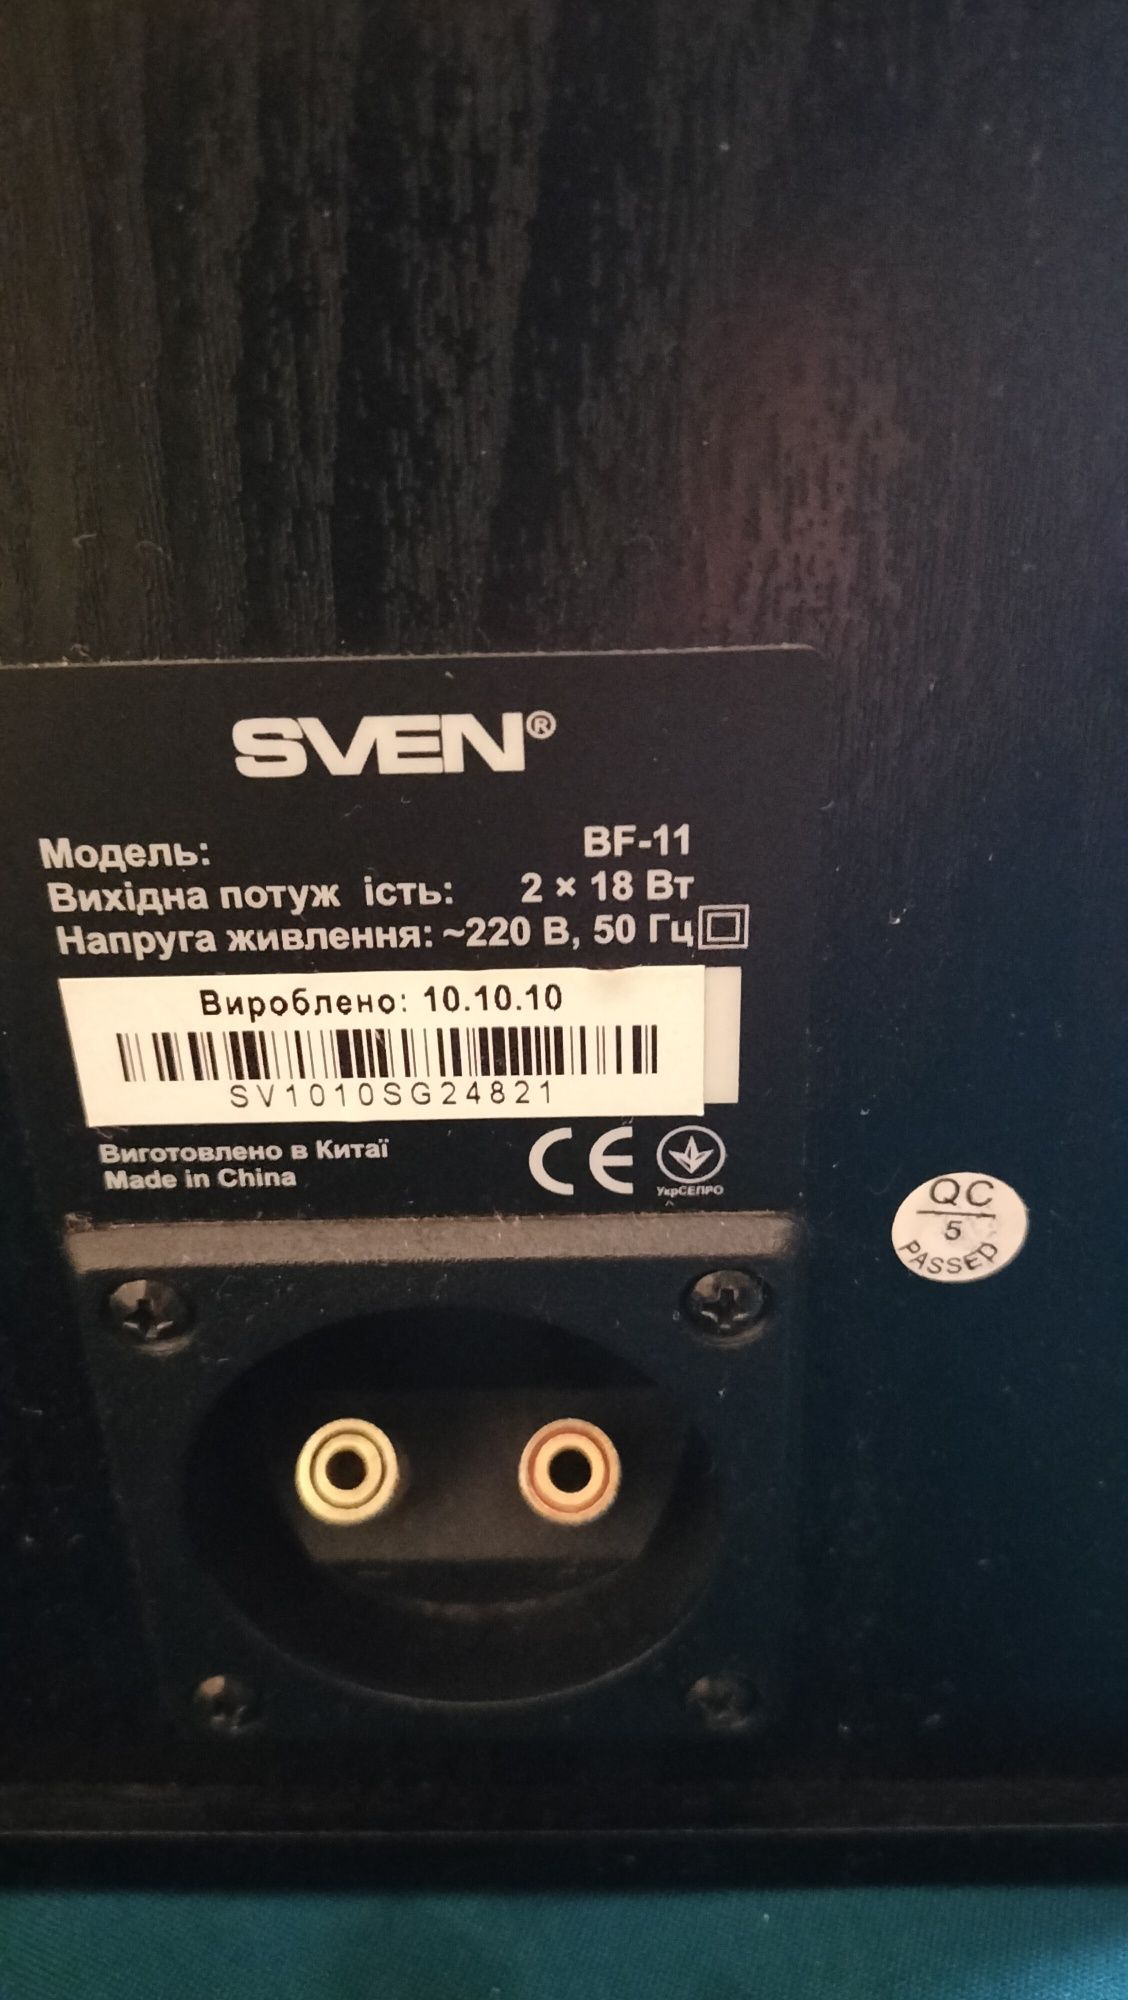 SVEN®
Модель: BF-11
Вихідна потуж ість: 2 × 18 Вт
Напруга живлення: ~220 В, 50 Гц
Вироблено: 10.10.10
SV1010SG24821
Виготовлено в Китаї
Made in China
CE
УкрСЕПРО
QC
5
PASSED